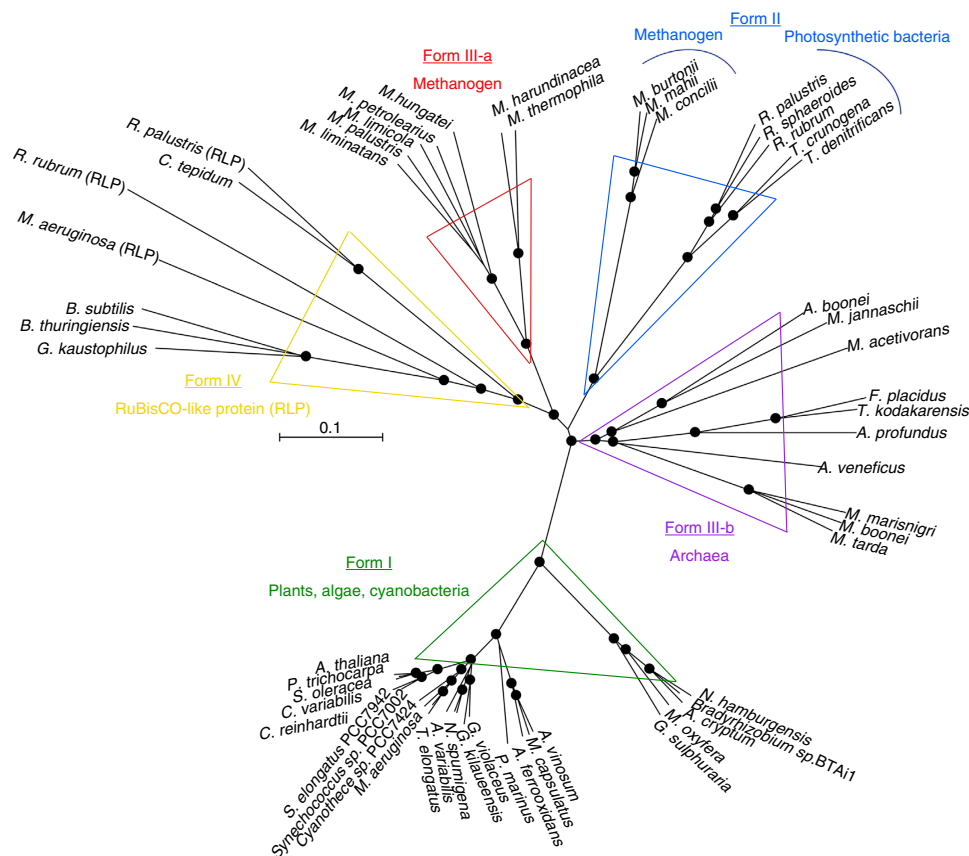 Form II
Methanogen
Photosynthetic bacteria
Form III-a
Methanogen
M. harundinacea
M. thermophila
M.hungatei
M. petrolearius
M. limicola
M. palustris
M. liminatans
M. burtonii
M. mahii
M. concilii
R. palustris
R. sphaeroides
R. rubrum
T. crunogena
T. denitrificans
R. palustris (RLP)
C. tepidum
R. rubrum (RLP)
M. aeruginosa (RLP)
B. subtilis
B. thuringiensis
G. kaustophilus
Form IV
RuBisCO-like protein (RLP)
0.1
A. boonei
M. jannaschii
M. acetivorans
F. placidus
T. kodakarensis
A. profundus
A. veneficus
M. marisnigri
M. boonei
M. tarda
Form III-b
Archaea
Form I
Plants, algae, cyanobacteria
A. thaliana
P. trichocarpa
S. oleracea
C. variabilis
C. reinhardtii
S. elongatus PCC7942
Synechococcus sp. PCC7002
Cyanothece sp. PCC7424
M. aeruginosa
T. elongatus
A. variabilis
N. spumigena
G. kilaueensis
G. violaceus
P. marinus
A. ferrooxidans
M. capsulatus
A. vinosum
N. hamburgensis
Bradyrhizobium sp.BTAi1
A. cryptum
M. oxyfera
G. sulphuraria